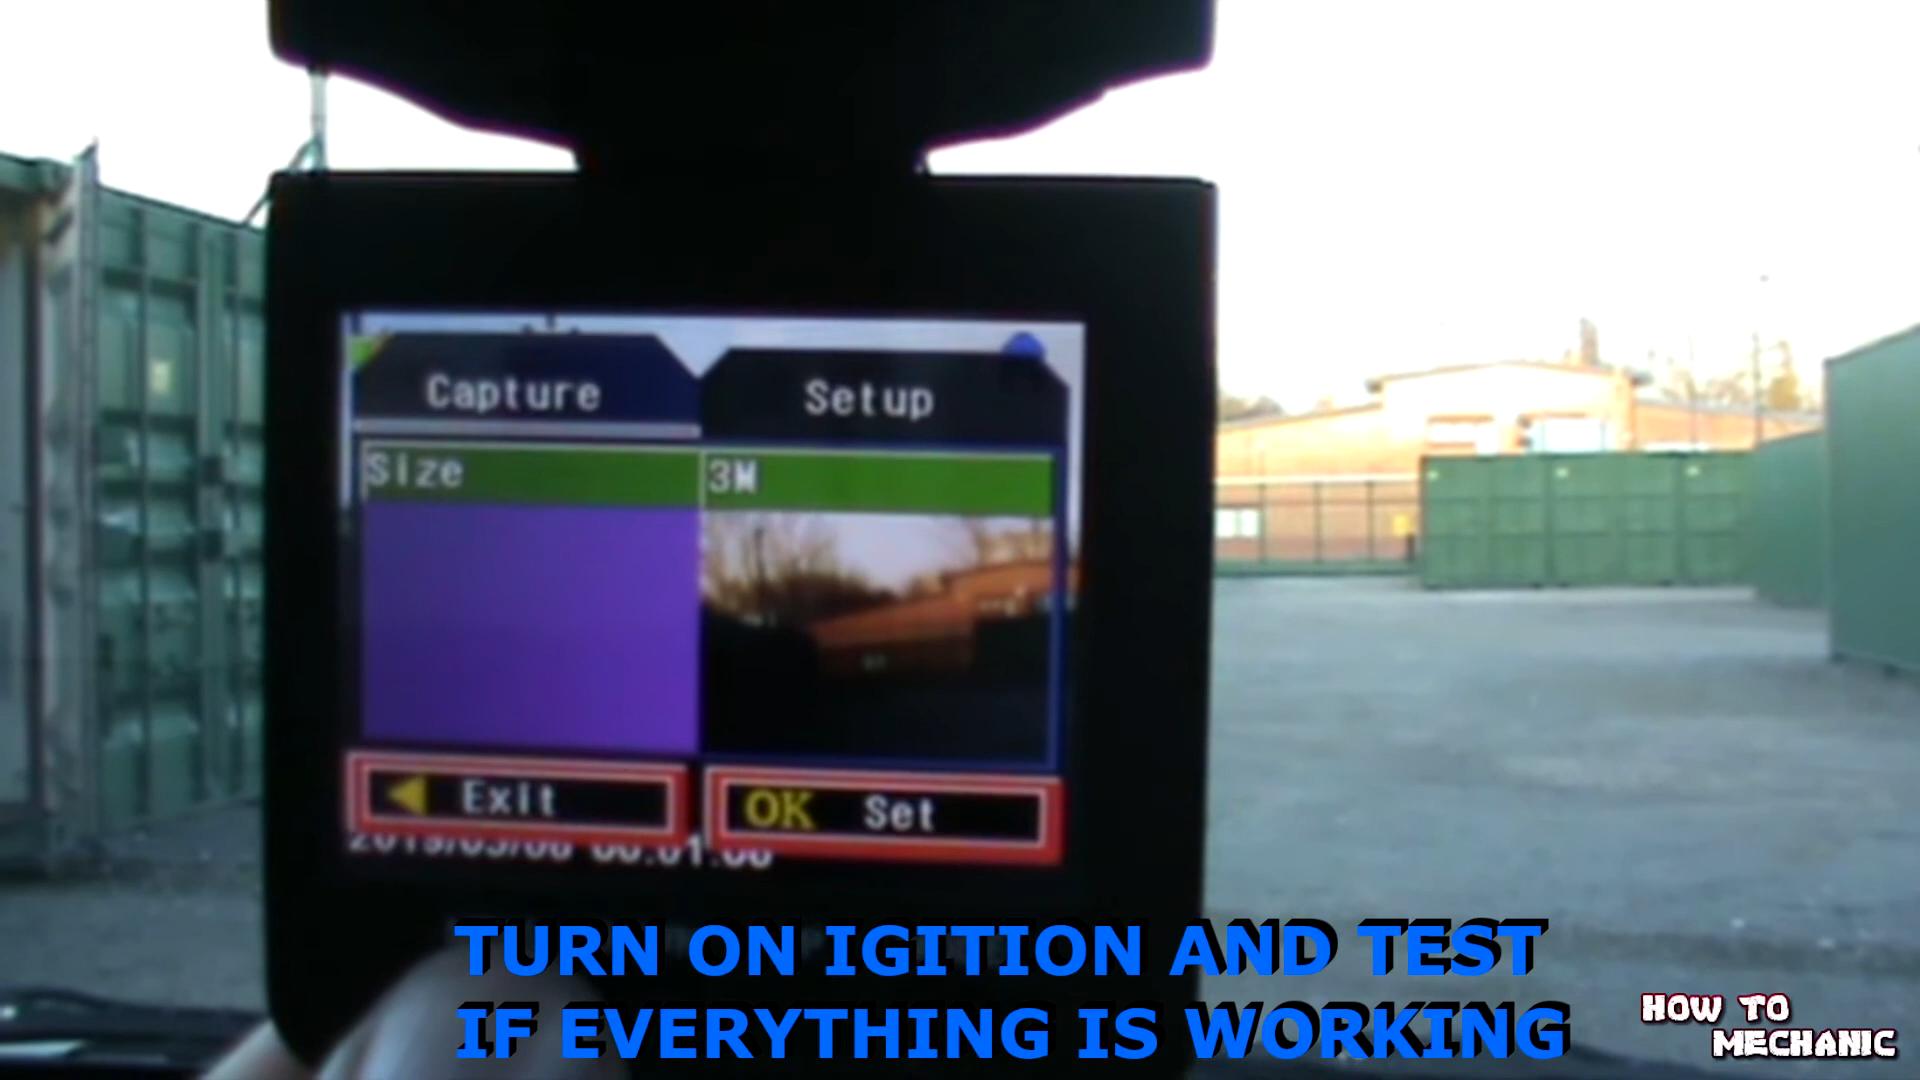 Capture Setup
Size 3M
Exit OK Set
TURN ON IGITION AND TEST
IF EVERYTHING IS WORKING
HOW TO
MECHANIC